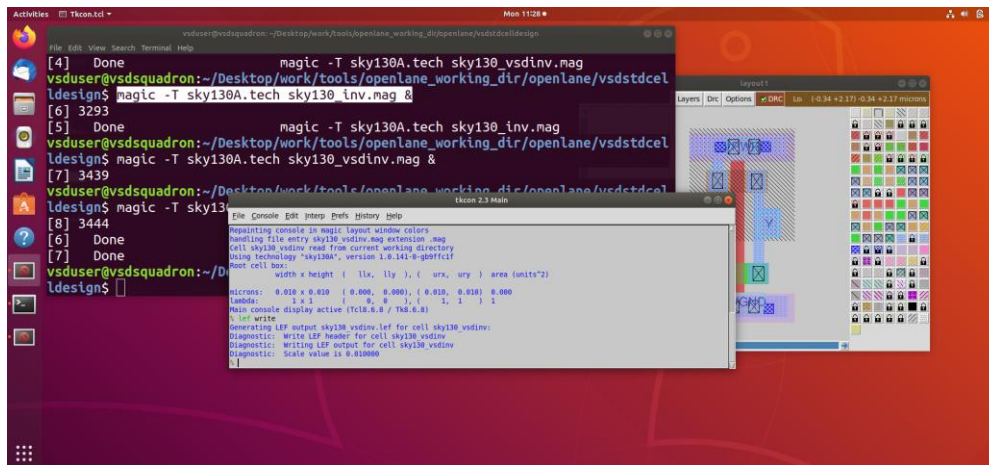 Activities Tkcon.tcl Mon 11:28
vsduser@vsdsquadron: ~/Desktop/work/tools/openlane_working_dir/openlane/vsdstdcelldesign
File Edit View Search Terminal Help
[4] Done magic -T sky130A.tech sky130_vsdinv.mag
vsduser@vsdsquadron:~/Desktop/work/tools/openlane_working_dir/openlane/vsdstdcel
ldesign$ magic -T sky130A.tech sky130_inv.mag &
[6] 3293
[5] Done magic -T sky130A.tech sky130_inv.mag
vsduser@vsdsquadron:~/Desktop/work/tools/openlane_working_dir/openlane/vsdstdcel
ldesign$ magic -T sky130A.tech sky130_vsdinv.mag &
[7] 3439
vsduser@vsdsquadron:~/Desktop/work/tools/openlane_working_dir/openlane/vsdstdcel
ldesign$ magic -T sky13
[8] 3444
[6] Done
[7] Done
vsduser@vsdsquadron:~/D
ldesign$
tkcon 2.3 Main
File Console Edit Interp Prefs History Help
Repainting console in magic layout window colors
handling file entry sky130_vsdinv.mag extension .mag
Cell sky130_vsdinv read from current working directory
Using technology "sky130A", version 1.0.141-0-gb9ffc1f
Root cell box:
width x height ( llx, lly ), ( urx, ury ) area (units^2)
microns: 0.010 x 0.010 ( 0.000, 0.000), ( 0.010, 0.010) 0.000
lambda: 1 x 1 ( 0, 0 ), ( 1, 1 ) 1
Main console display active (Tcl8.6.8 / Tk8.6.8)
% lef write
Generating LEF output sky130_vsdinv.lef for cell sky130_vsdinv:
Diagnostic: Write LEF header for cell sky130_vsdinv
Diagnostic: Writing LEF output for cell sky130_vsdinv
Diagnostic: Scale value is 0.010000
%
layout1
Layers Drc Options DRC (-0.34 +2.17) -0.34 +2.17 microns
Y